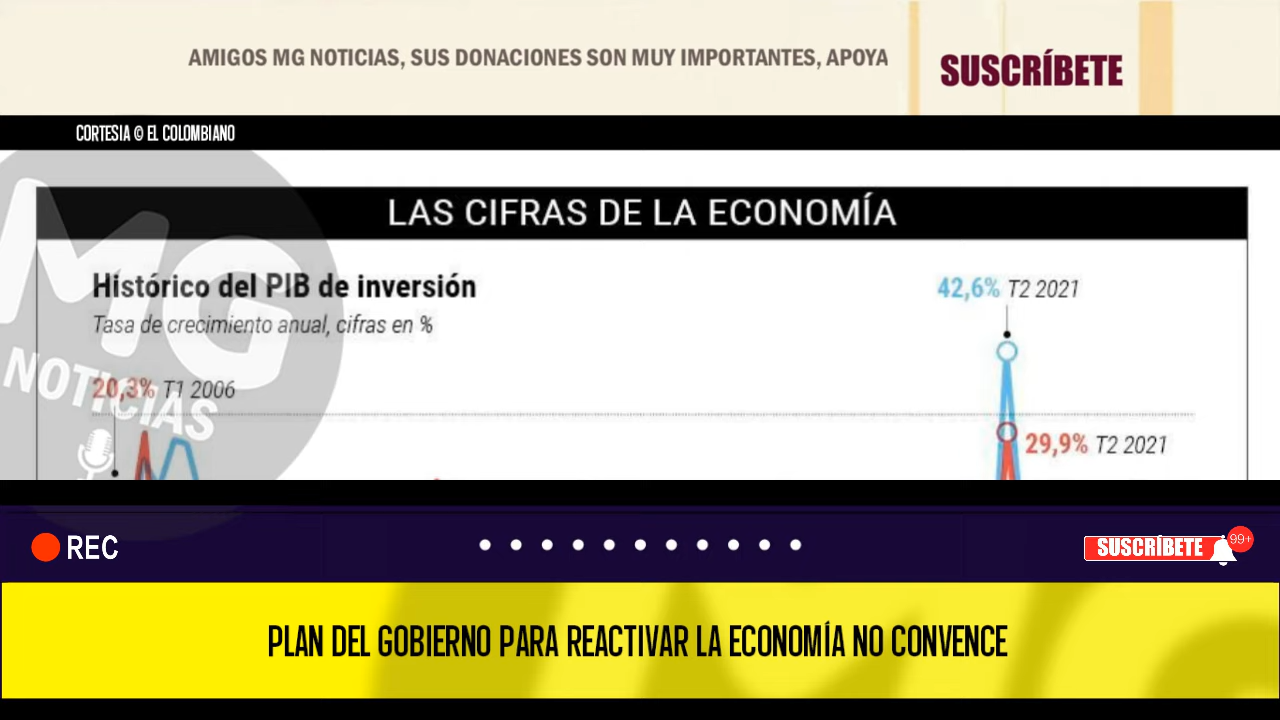 AMIGOS MG NOTICIAS, SUS DONACIONES SON MUY IMPORTANTES, APOYA
SUSCRÍBETE
CORTESIA © EL COLOMBIANO
LAS CIFRAS DE LA ECONOMÍA
Histórico del PIB de inversión
Tasa de crecimiento anual, cifras en %
42,6% T2 2021
MG
NOTICIAS
20,3% T1 2006
29,9% T2 2021
REC
SUSCRÍBETE
99+
PLAN DEL GOBIERNO PARA REACTIVAR LA ECONOMÍA NO CONVENCE